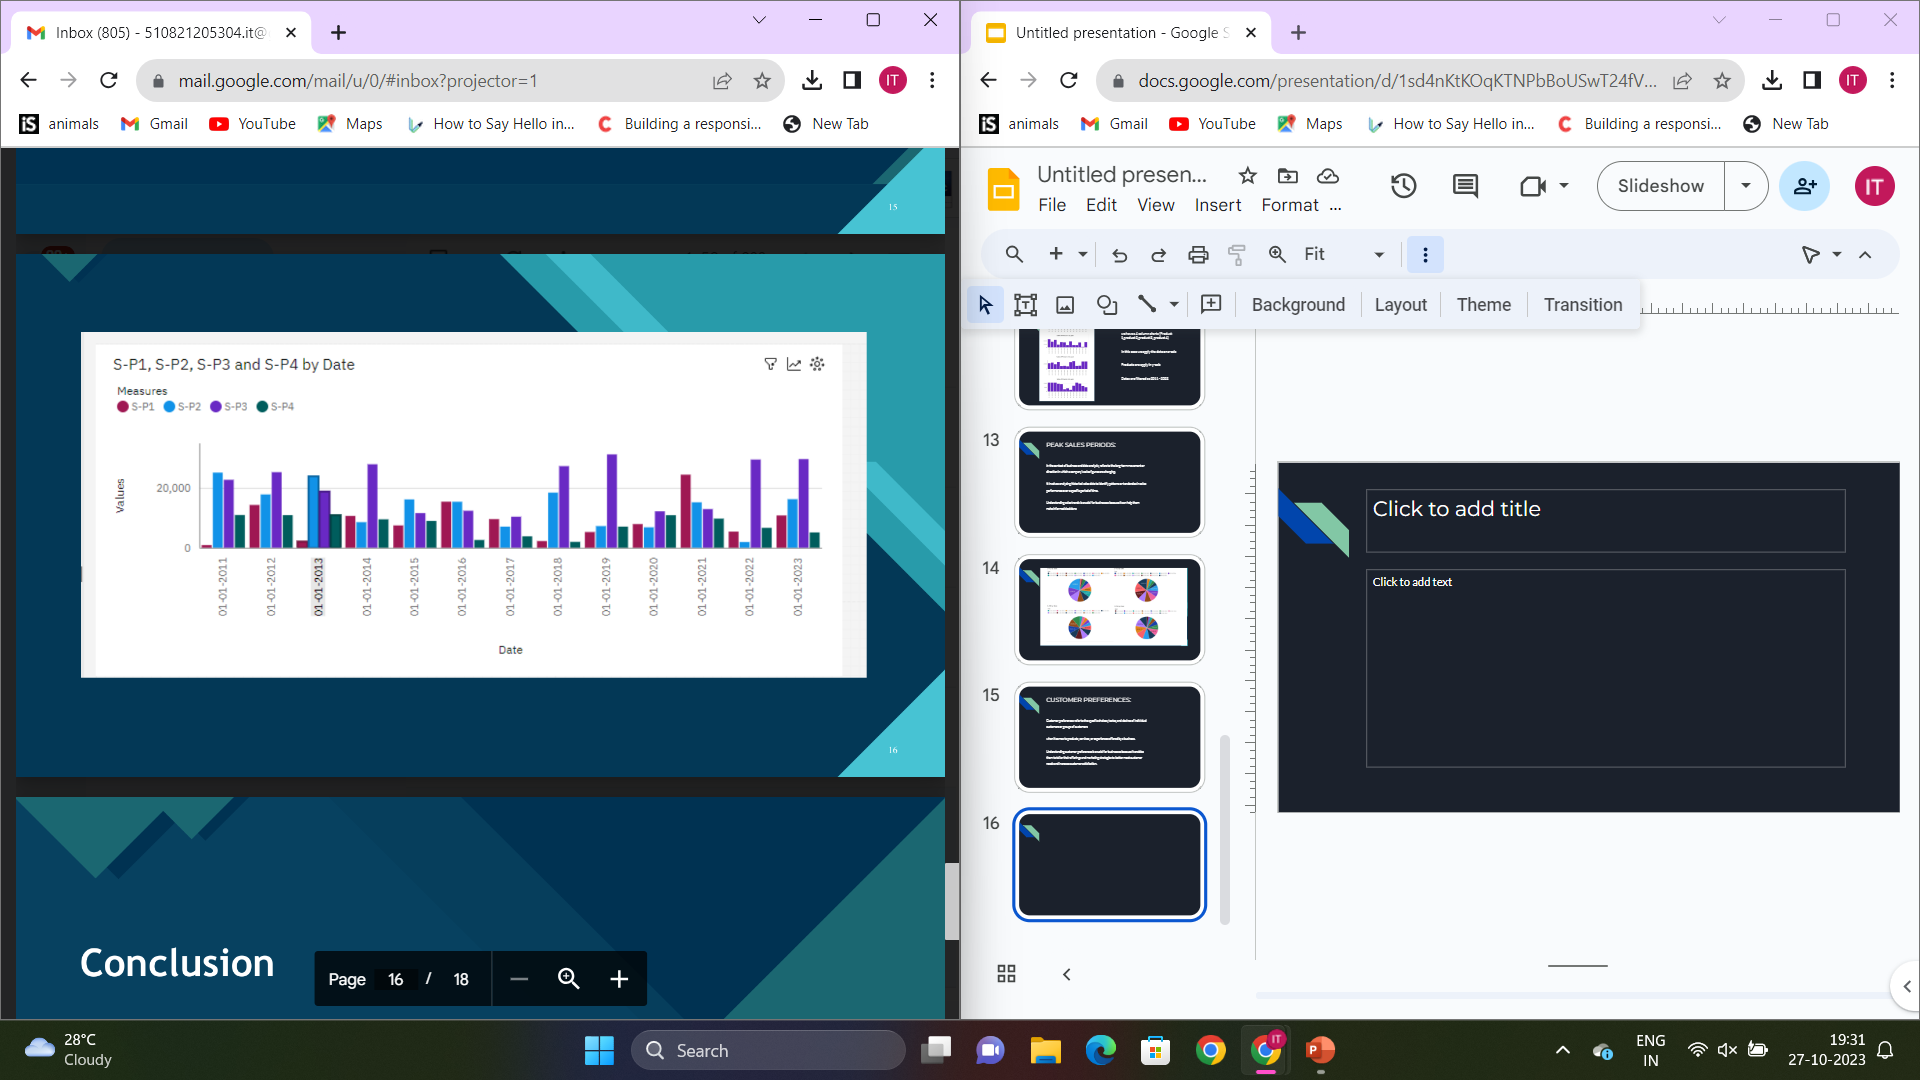 Inbox (805) - 510821205304.it@
mail.google.com/mail/u/0/#inbox?projector=1
IT
animals
Gmail
YouTube
Maps
How to Say Hello in...
Building a responsi...
New Tab
15
S-P1, S-P2, S-P3 and S-P4 by Date
Measures
S-P1
S-P2
S-P3
S-P4
Values
20,000
0
01-01-2011
01-01-2012
01-01-2013
01-01-2014
01-01-2015
01-01-2016
01-01-2017
01-01-2018
01-01-2019
01-01-2020
01-01-2021
01-01-2022
01-01-2023
Date
16
Conclusion
Page 16 / 18
Untitled presentation - Google S
docs.google.com/presentation/d/1sd4nKtKOqKTNPbBoUSwT24fV...
IT
animals
Gmail
YouTube
Maps
How to Say Hello in...
Building a responsi...
New Tab
Untitled presen...
File Edit View Insert Format ...
Slideshow
IT
Fit
Background
Layout
Theme
Transition
13
PEAK SALES PERIODS:
14
15
CUSTOMER PREFERENCES:
16
Click to add title
Click to add text
28°C
Cloudy
Search
IT
ENG
IN
19:31
27-10-2023